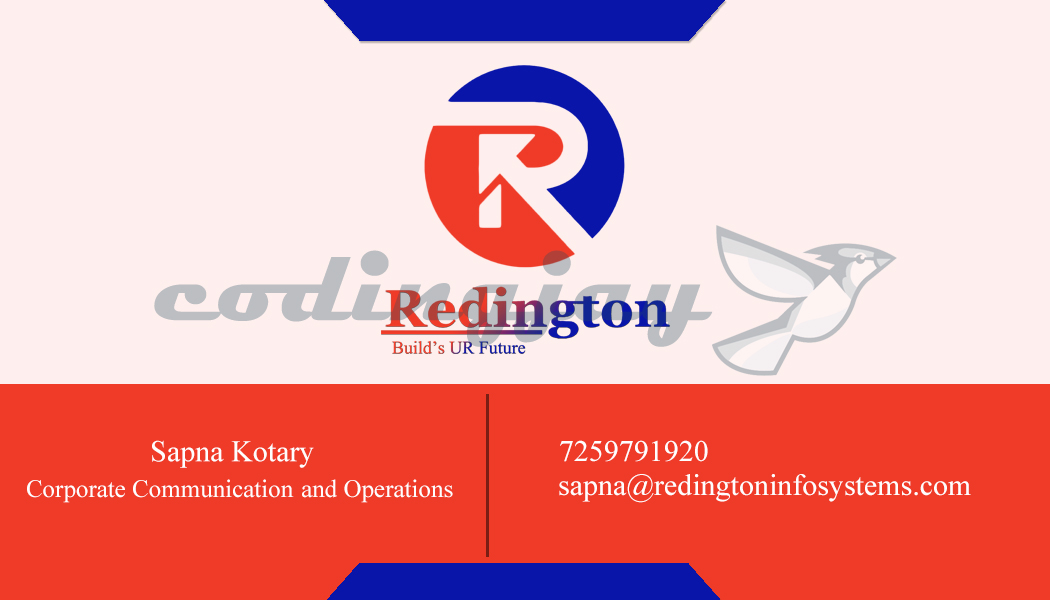 codingjay
Redington
Build's UR Future
Sapna Kotary
Corporate Communication and Operations
7259791920
sapna@redingtoninfosystems.com